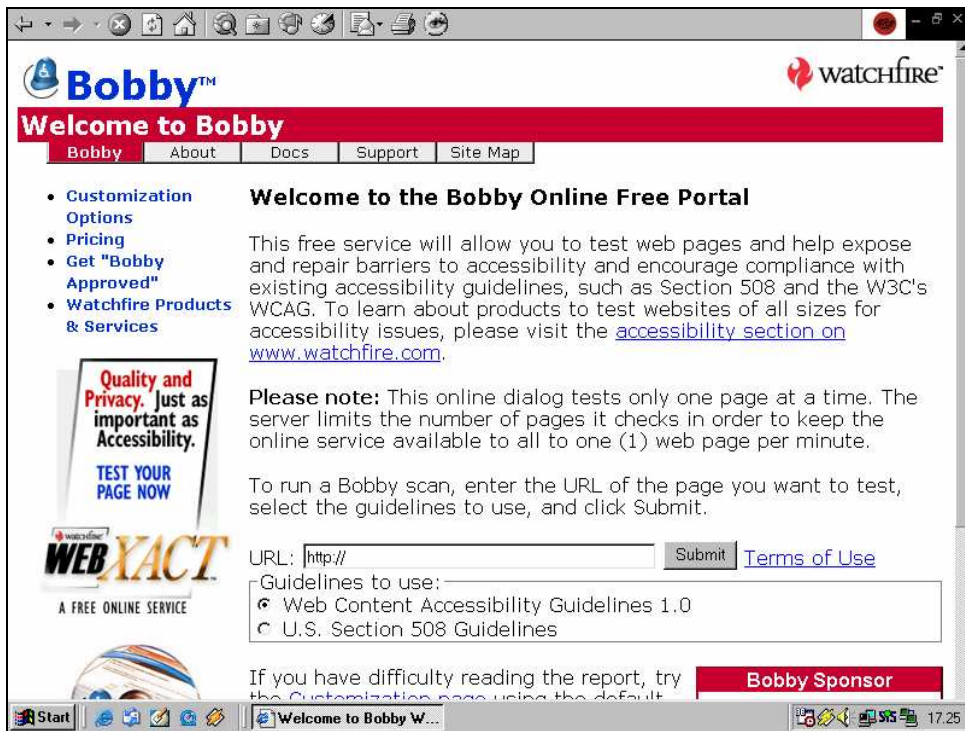 Bobby™
watchfire
Welcome to Bobby
Bobby About Docs Support Site Map
Customization
Options
Pricing
Get "Bobby
Approved"
Watchfire Products
& Services
Quality and
Privacy. Just as
important as
Accessibility.
TEST YOUR
PAGE NOW
watchfire
WEBXACT
A FREE ONLINE SERVICE
Welcome to the Bobby Online Free Portal
This free service will allow you to test web pages and help expose
and repair barriers to accessibility and encourage compliance with
existing accessibility guidelines, such as Section 508 and the W3C's
WCAG. To learn about products to test websites of all sizes for
accessibility issues, please visit the accessibility section on
www.watchfire.com.
Please note: This online dialog tests only one page at a time. The
server limits the number of pages it checks in order to keep the
online service available to all to one (1) web page per minute.
To run a Bobby scan, enter the URL of the page you want to test,
select the guidelines to use, and click Submit.
URL: http:// Submit Terms of Use
Guidelines to use:
Web Content Accessibility Guidelines 1.0
U.S. Section 508 Guidelines
If you have difficulty reading the report, try
the Customization page using the default
Bobby Sponsor
Start Welcome to Bobby W... 17.25